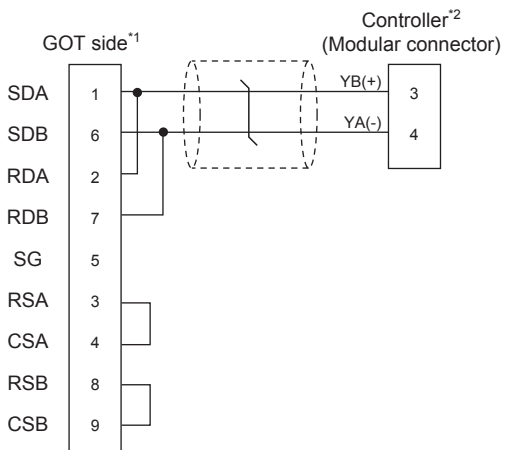 Controller*2
(Modular connector)
GOT side*1
SDA 1 YB(+) 3
SDB 6 YA(-) 4
RDA 2
RDB 7
SG 5
RSA 3
CSA 4
RSB 8
CSB 9